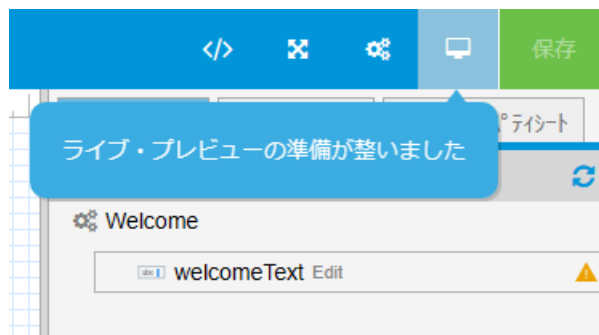 </>
保存
ﾟﾃｨｼｰﾄ
ライブ・プレビューの準備が整いました
Welcome
abc
welcomeText Edit